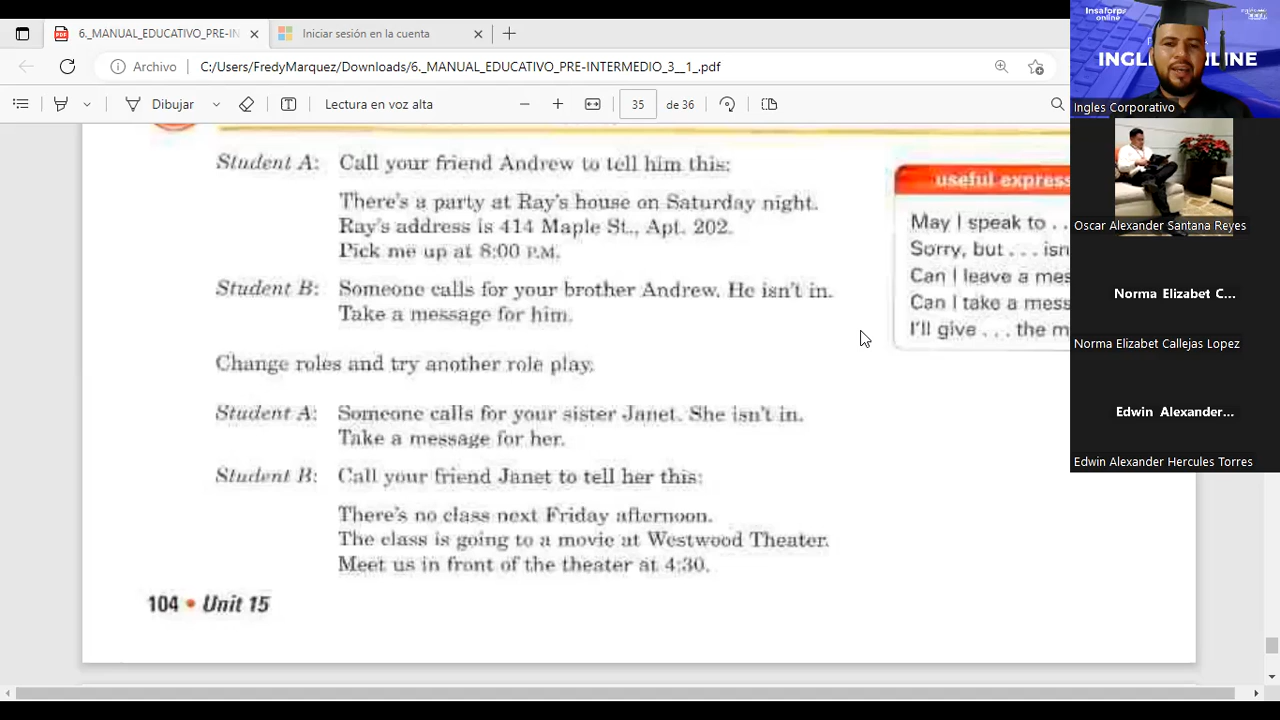 6._MANUAL_EDUCATIVO_PRE-IN
Iniciar sesión en la cuenta
Archivo
C:/Users/FredyMarquez/Downloads/6._MANUAL_EDUCATIVO_PRE-INTERMEDIO_3__1_.pdf
Dibujar
Lectura en voz alta
35 de 36
Student A: Call your friend Andrew to tell him this:
There's a party at Ray's house on Saturday night.
Ray's address is 414 Maple St., Apt. 202.
Pick me up at 8:00 P.M.
Student B: Someone calls for your brother Andrew. He isn't in.
Take a message for him.
Change roles and try another role play.
Student A: Someone calls for your sister Janet. She isn't in.
Take a message for her.
Student B: Call your friend Janet to tell her this:
There's no class next Friday afternoon.
The class is going to a movie at Westwood Theater.
Meet us in front of the theater at 4:30.
104 • Unit 15
useful express
May I speak to . .
Sorry, but . . . isn
Can I leave a mes
Can I take a mess
I'll give . . . the m
Insaforp
online
INGL ONLINE
Ingles Corporativo
Oscar Alexander Santana Reyes
Norma Elizabet C...
Norma Elizabet Callejas Lopez
Edwin Alexander...
Edwin Alexander Hercules Torres